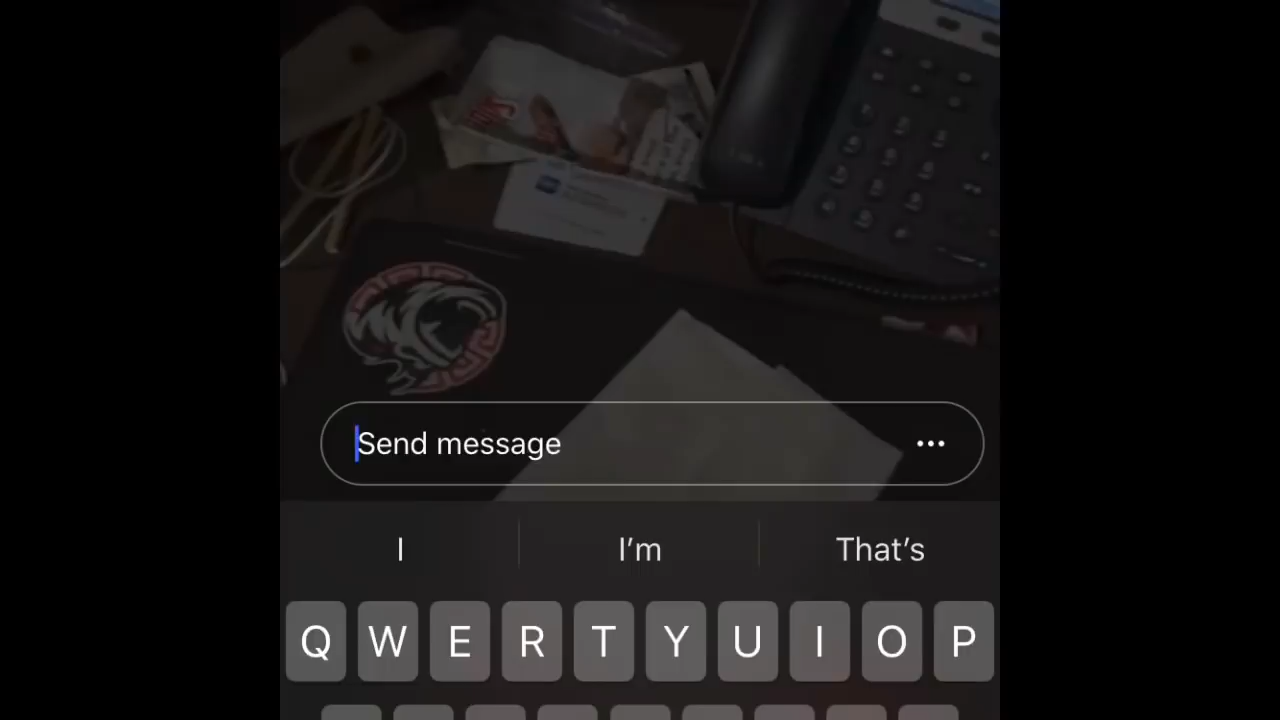 Send message
I I’m That’s
Q W E R T Y U I O P